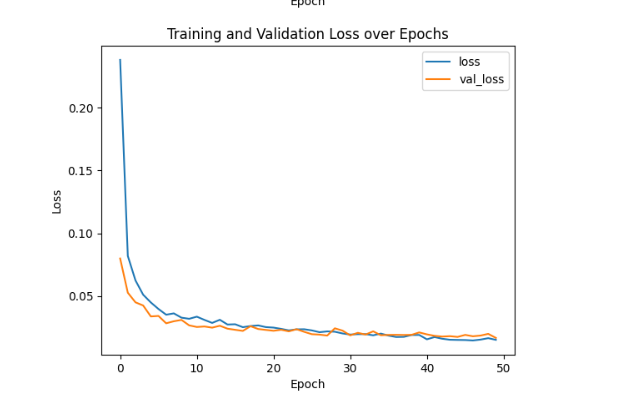 Epoch
Training and Validation Loss over Epochs
loss
val_loss
0.20
0.15
0.10
0.05
Loss
0 10 20 30 40 50
Epoch